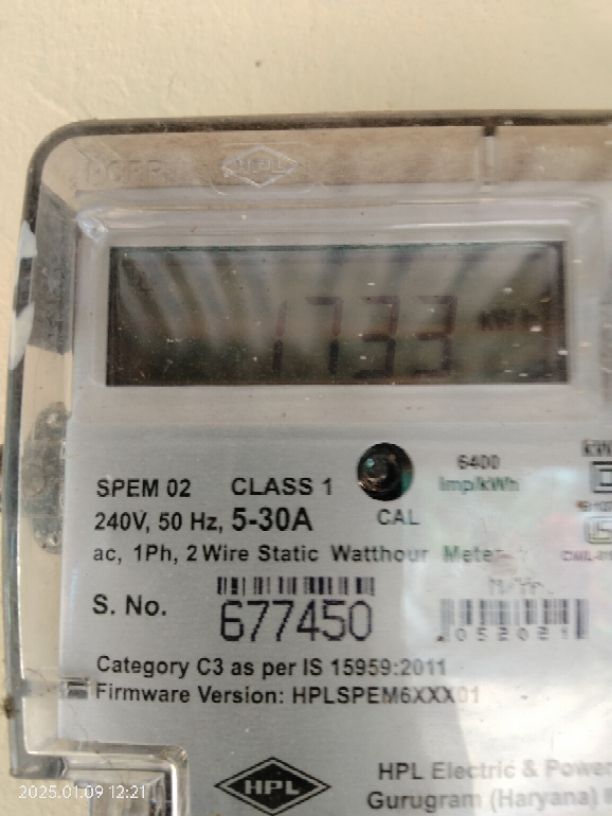 HPL
1733 kWh
SPEM 02 CLASS 1
6400
Imp/kWh
240V, 50 Hz, 5-30A
CAL
ac, 1Ph, 2 Wire Static Watthour Meter
M/Yr.
S. No. 677450
052021
Category C3 as per IS 15959:2011
Firmware Version: HPLSPEM6XXX01
HPL
HPL Electric & Power
Gurugram (Haryana)
2025.01.09 12:21